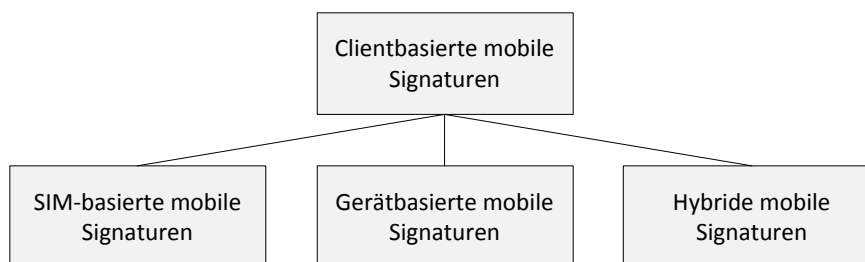 Clientbasierte mobile
Signaturen
SIM-basierte mobile
Signaturen
Gerätbasierte mobile
Signaturen
Hybride mobile
Signaturen